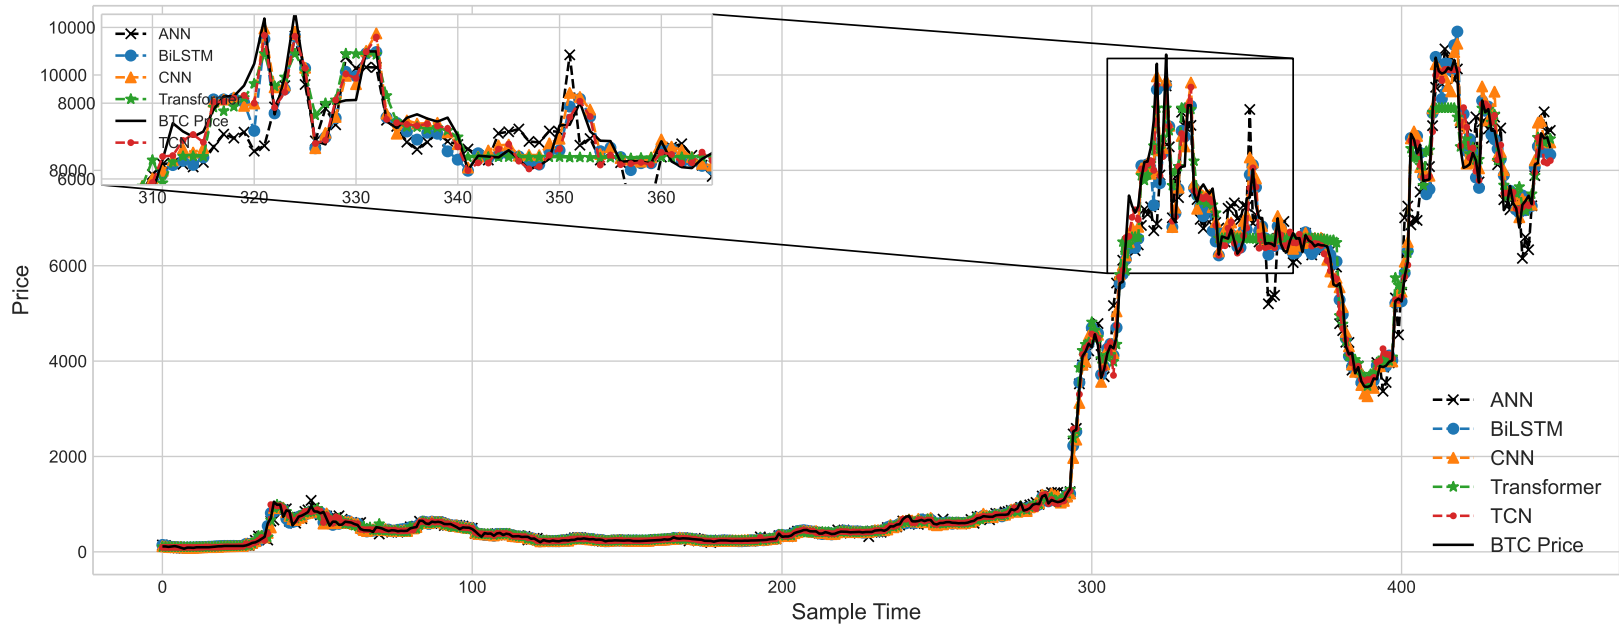 10000
10000
8000
8000
6000
6000
4000
2000
0
Price
ANN
BiLSTM
CNN
Transformer
BTC Price
TCN
310
320
330
340
350
360
ANN
BiLSTM
CNN
Transformer
TCN
BTC Price
0
100
200
300
400
Sample Time